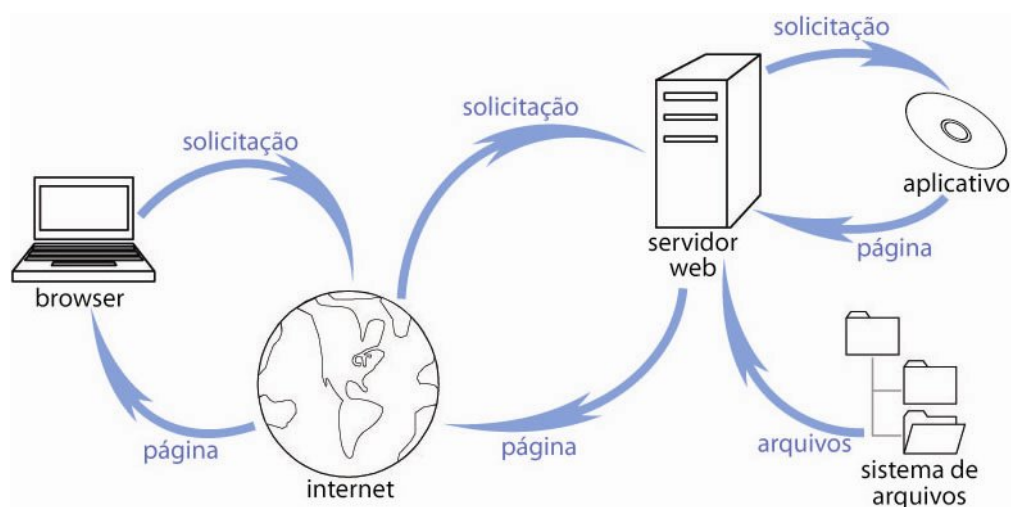 solicitação
solicitação
solicitação
aplicativo
servidor
web
página
browser
página
página
arquivos
internet
sistema de
arquivos